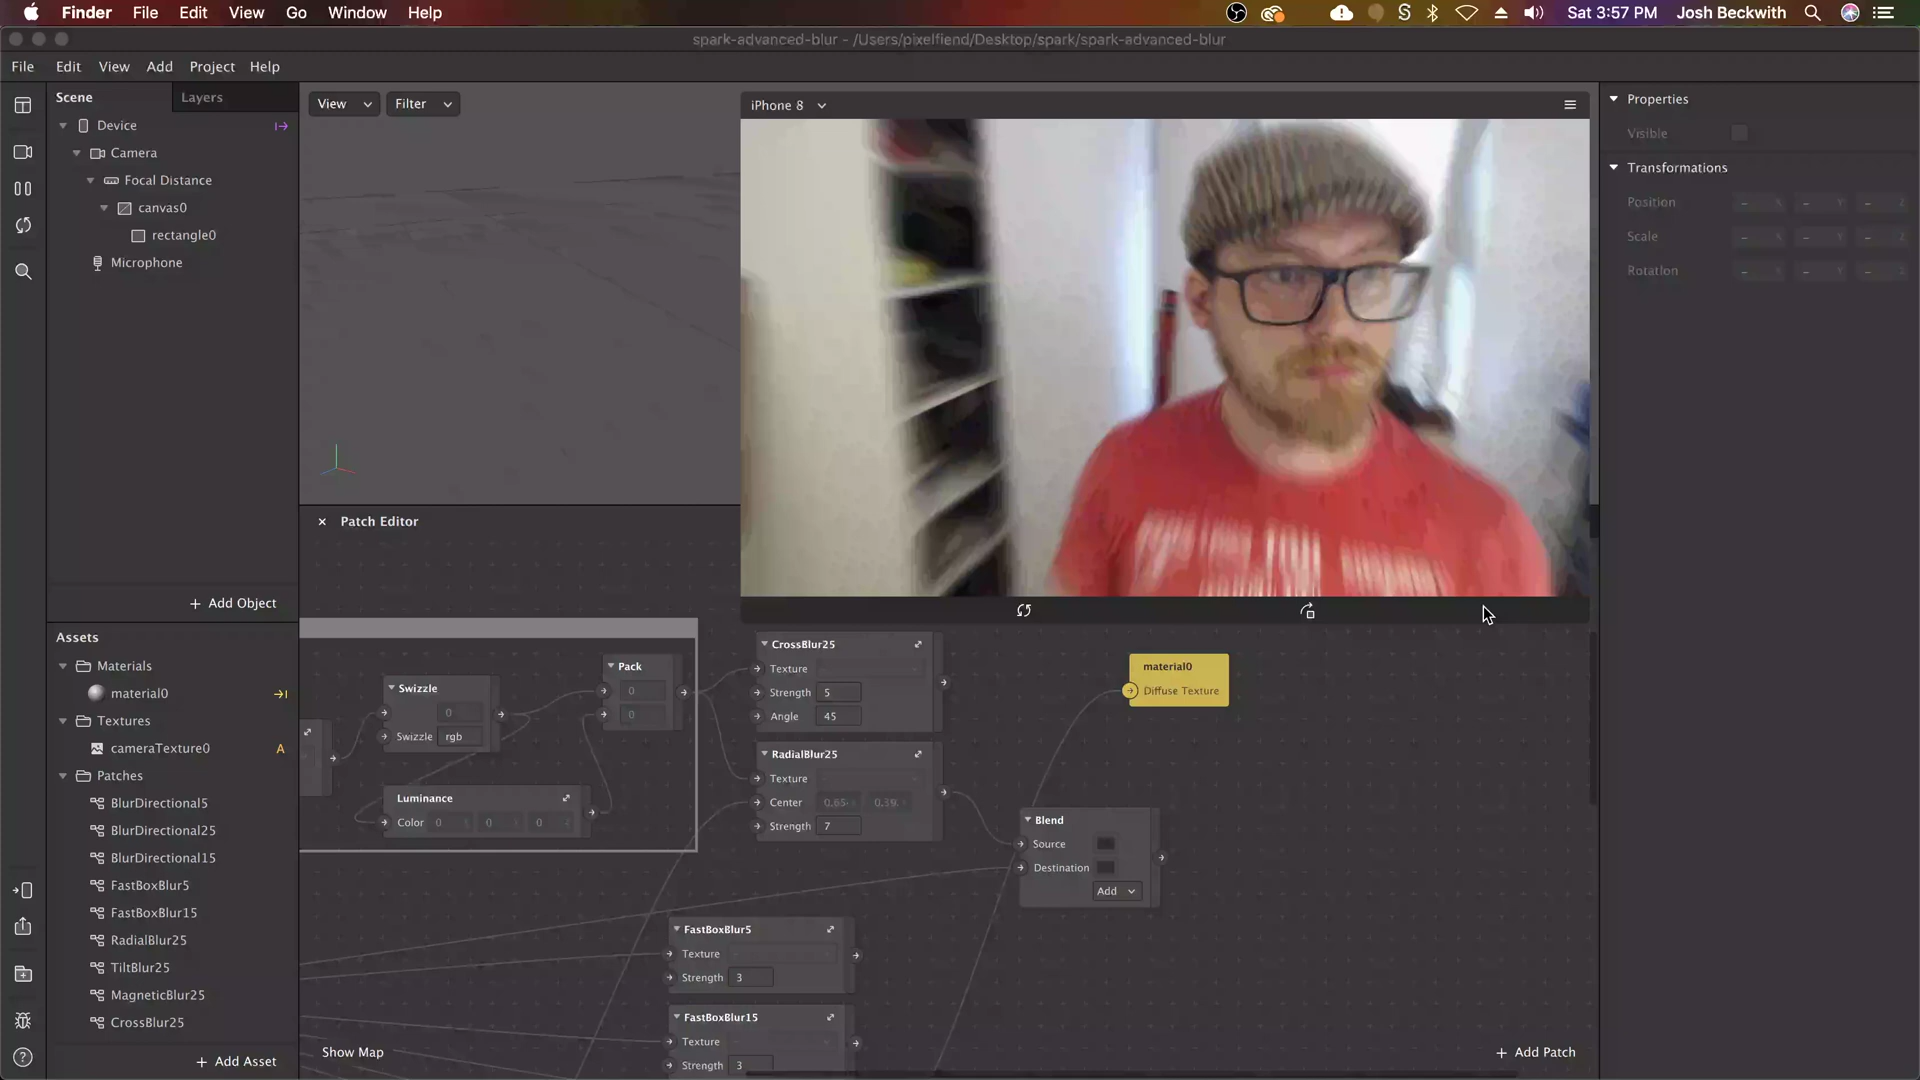 Finder File Edit View Go Window Help
Sat 3:57 PM Josh Beckwith
spark-advanced-blur - /Users/pixelfiend/Desktop/spark/spark-advanced-blur
File Edit View Add Project Help
Scene Layers
Device
Camera
Focal Distance
canvas0
rectangle0
Microphone
+ Add Object
Assets
Materials
material0
Textures
cameraTexture0 A
Patches
BlurDirectional5
BlurDirectional25
BlurDirectional15
FastBoxBlur5
FastBoxBlur15
RadialBlur25
TiltBlur25
MagneticBlur25
CrossBlur25
+ Add Asset
View Filter
iPhone 8
× Patch Editor
Swizzle
0
Swizzle rgb
Luminance
Color 0 0 0
Pack
0
0
CrossBlur25
Texture
Strength 5
Angle 45
RadialBlur25
Texture
Center 0.65 0.39
Strength 7
Blend
Source
Destination
Add
material0
Diffuse Texture
FastBoxBlur5
Texture
Strength 3
FastBoxBlur15
Texture
Strength 3
Show Map
+ Add Patch
Properties
Visible
Transformations
Position – X – Y – Z
Scale – X – Y – Z
Rotation – X – Y – Z